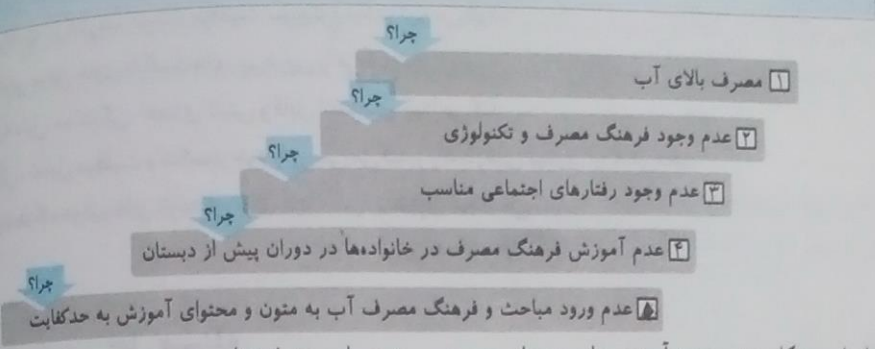 چرا؟
۱ مصرف بالای آب
چرا؟
۲ عدم وجود فرهنگ مصرف و تکنولوژی
چرا؟
۳ عدم وجود رفتارهای اجتماعی مناسب
چرا؟
۴ عدم آموزش فرهنگ مصرف در خانواده‌ها در دوران پیش از دبستان
چرا؟
عدم ورود مباحث و فرهنگ مصرف آب به متون و محتوای آموزش به حدکفایت